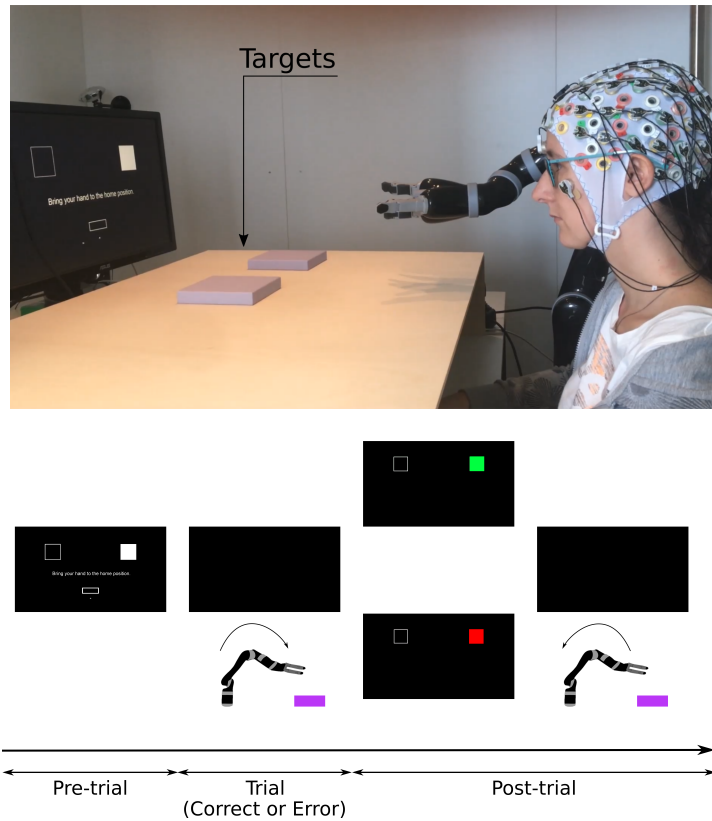 Targets
Bring your hand to the home position
Bring your hand to the home position
Pre-trial
Trial
(Correct or Error)
Post-trial